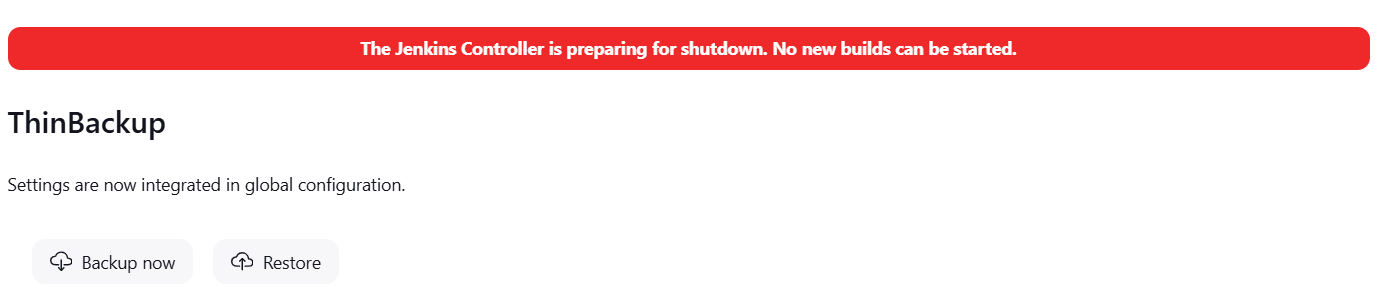 The Jenkins Controller is preparing for shutdown. No new builds can be started.
ThinBackup
Settings are now integrated in global configuration.
Backup now
Restore